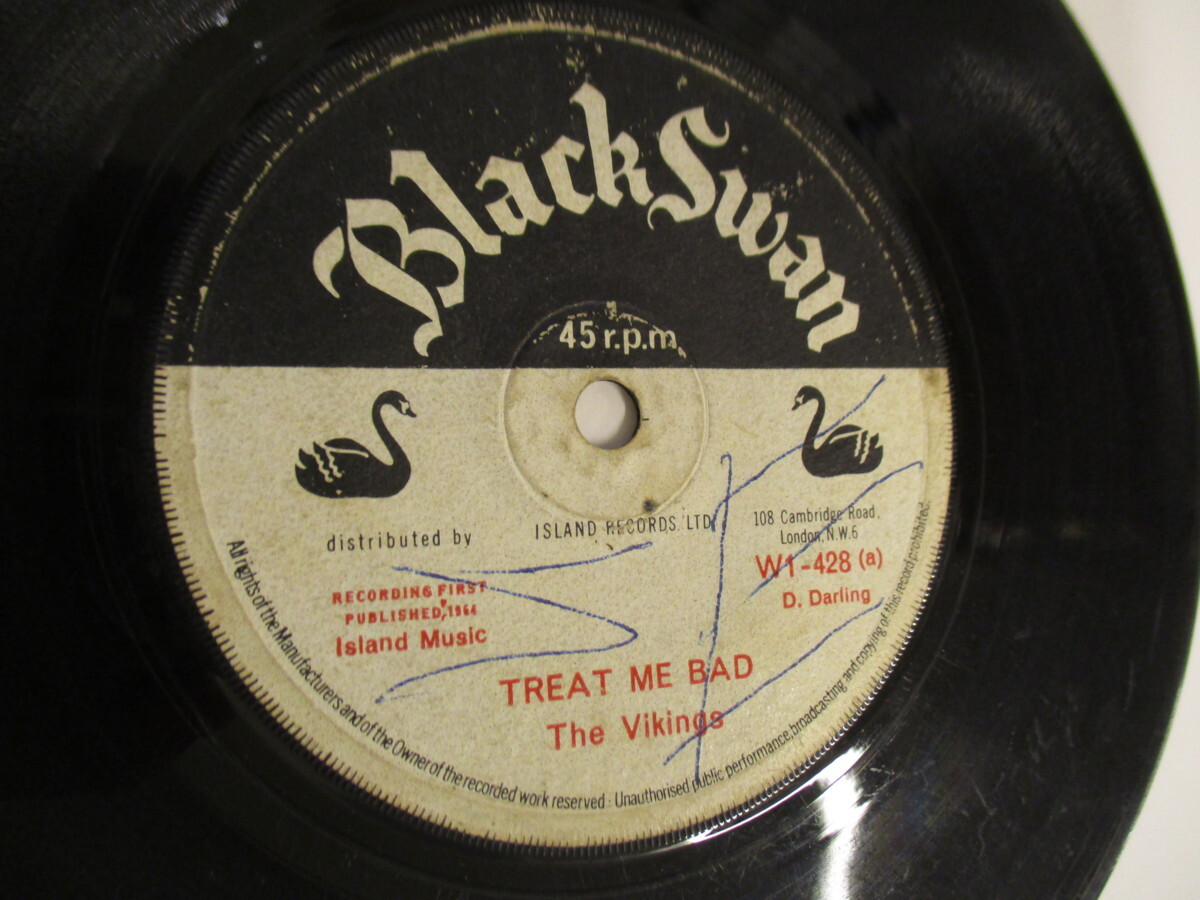 Black Swan
45 r.p.m.
distributed by
ISLAND RECORDS LTD.
108 Cambridge Road,
London, N.W.6
RECORDING FIRST
PUBLISHED, 1964
Island Music
W1-428 (a)
D. Darling
TREAT ME BAD
The Vikings
All rights of the Manufacturers and of the Owner of the recorded work reserved · Unauthorised public performance, broadcasting and copying of this record prohibited.